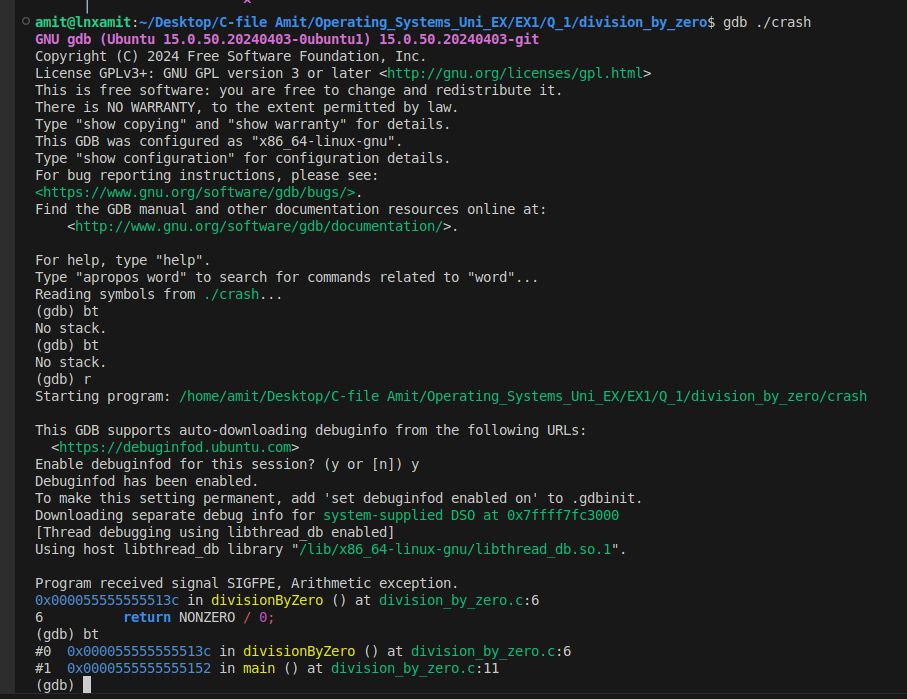 amit@lnxamit:~/Desktop/C-file Amit/Operating_Systems_Uni_EX/EX1/Q_1/division_by_zero$ gdb ./crash
GNU gdb (Ubuntu 15.0.50.20240403-0ubuntu1) 15.0.50.20240403-git
Copyright (C) 2024 Free Software Foundation, Inc.
License GPLv3+: GNU GPL version 3 or later <http://gnu.org/licenses/gpl.html>
This is free software: you are free to change and redistribute it.
There is NO WARRANTY, to the extent permitted by law.
Type "show copying" and "show warranty" for details.
This GDB was configured as "x86_64-linux-gnu".
Type "show configuration" for configuration details.
For bug reporting instructions, please see:
<https://www.gnu.org/software/gdb/bugs/>.
Find the GDB manual and other documentation resources online at:
    <http://www.gnu.org/software/gdb/documentation/>.

For help, type "help".
Type "apropos word" to search for commands related to "word"...
Reading symbols from ./crash...
(gdb) bt
No stack.
(gdb) bt
No stack.
(gdb) r
Starting program: /home/amit/Desktop/C-file Amit/Operating_Systems_Uni_EX/EX1/Q_1/division_by_zero/crash

This GDB supports auto-downloading debuginfo from the following URLs:
  <https://debuginfod.ubuntu.com>
Enable debuginfod for this session? (y or [n]) y
Debuginfod has been enabled.
To make this setting permanent, add 'set debuginfod enabled on' to .gdbinit.
Downloading separate debug info for system-supplied DSO at 0x7ffff7fc3000
[Thread debugging using libthread_db enabled]
Using host libthread_db library "/lib/x86_64-linux-gnu/libthread_db.so.1".

Program received signal SIGFPE, Arithmetic exception.
0x000055555555513c in divisionByZero () at division_by_zero.c:6
6          return NONZERO / 0;
(gdb) bt
#0  0x000055555555513c in divisionByZero () at division_by_zero.c:6
#1  0x0000555555555152 in main () at division_by_zero.c:11
(gdb)